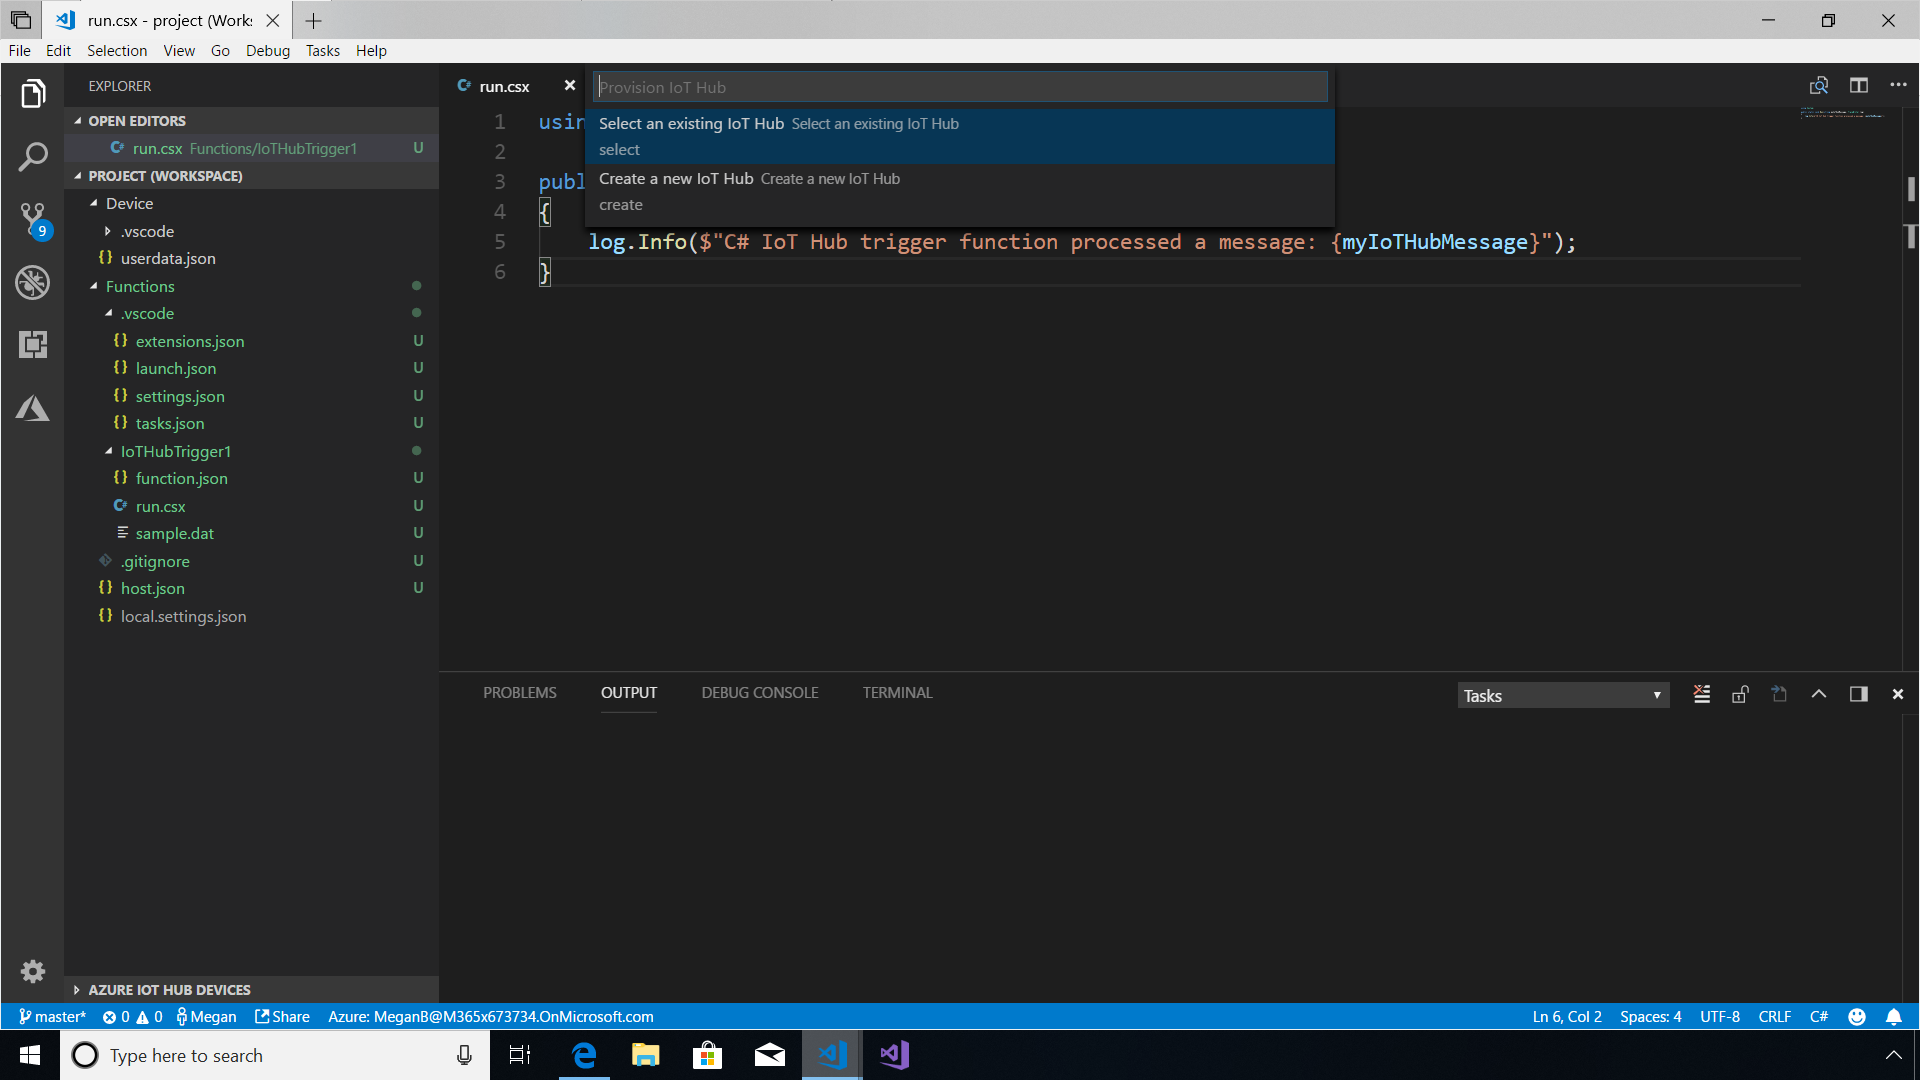 run.csx - project (Works
File Edit Selection View Go Debug Tasks Help
EXPLORER
OPEN EDITORS
run.csx Functions/IoTHubTrigger1 U
PROJECT (WORKSPACE)
Device
.vscode
userdata.json
Functions
.vscode
extensions.json U
launch.json U
settings.json U
tasks.json U
IoTHubTrigger1
function.json U
run.csx U
sample.dat U
.gitignore U
host.json U
local.settings.json
AZURE IOT HUB DEVICES
9
run.csx
Provision IoT Hub
Select an existing IoT Hub Select an existing IoT Hub
select
Create a new IoT Hub Create a new IoT Hub
create
1 usin
2
3 publ
4 {
5 log.Info($"C# IoT Hub trigger function processed a message: {myIoTHubMessage}");
6 }
PROBLEMS OUTPUT DEBUG CONSOLE TERMINAL
Tasks
master* 0 0 Megan Share Azure: MeganB@M365x673734.OnMicrosoft.com
Ln 6, Col 2 Spaces: 4 UTF-8 CRLF C#
Type here to search